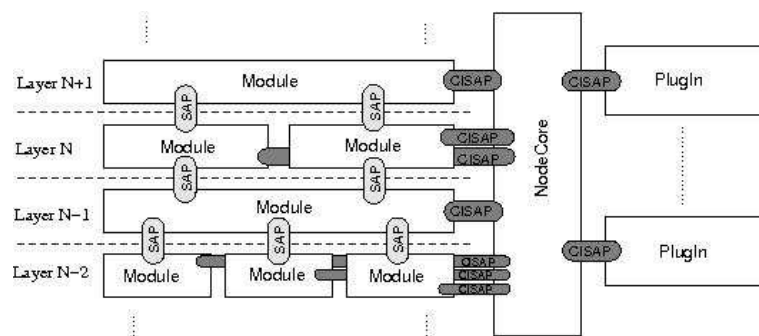 Layer N+1
Module
CISAP
CISAP
PlugIn
SAP
SAP
Layer N
Module
Module
CISAP
CISAP
NodeCore
SAP
SAP
Layer N-1
Module
CISAP
SAP
SAP
SAP
CISAP
PlugIn
Layer N-2
Module
Module
Module
CISAP
CISAP
CISAP